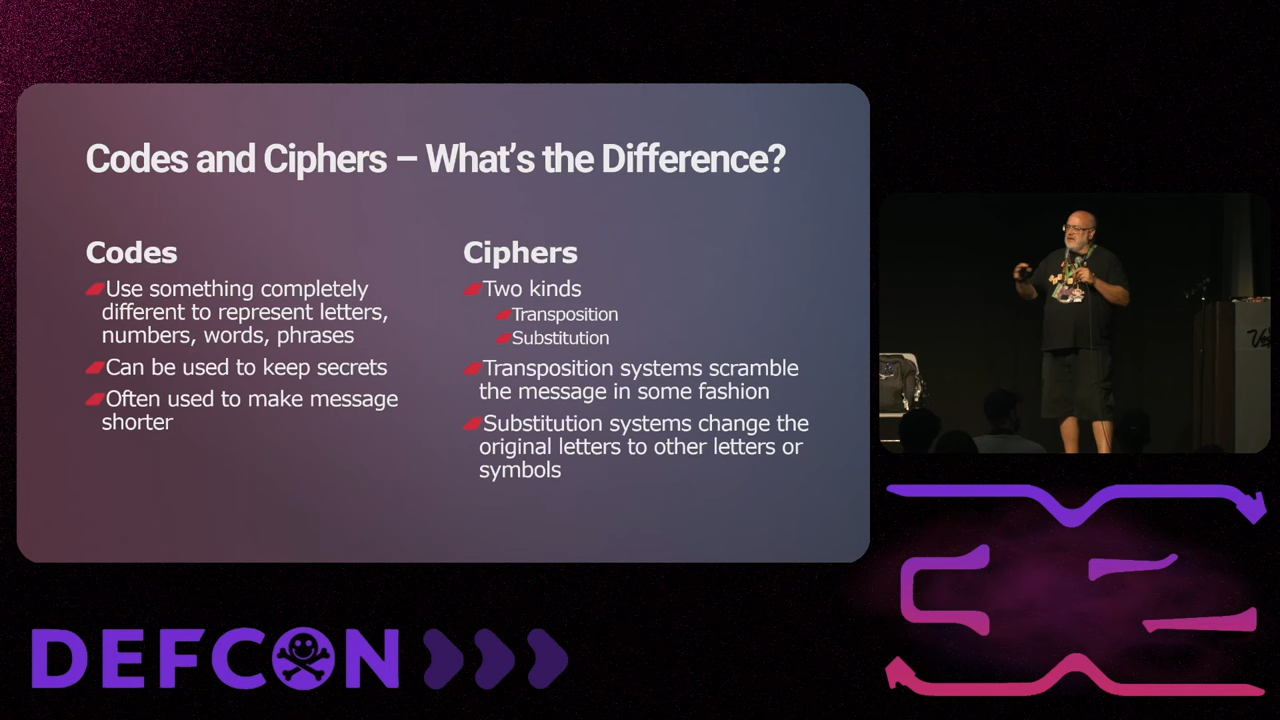 Codes and Ciphers – What's the Difference?
Codes
Use something completely
different to represent letters,
numbers, words, phrases
Can be used to keep secrets
Often used to make message
shorter
Ciphers
Two kinds
Transposition
Substitution
Transposition systems scramble
the message in some fashion
Substitution systems change the
original letters to other letters or
symbols
DEFCON